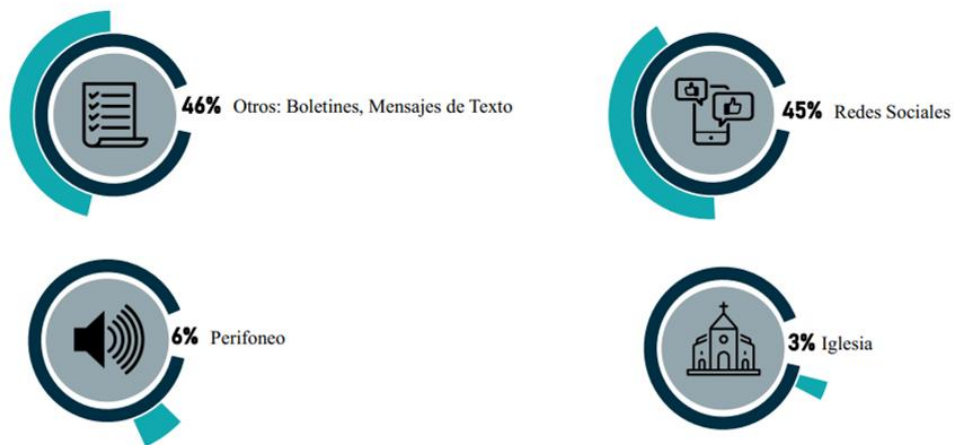 46% Otros: Boletines, Mensajes de Texto
45% Redes Sociales
6% Perifoneo
3% Iglesia